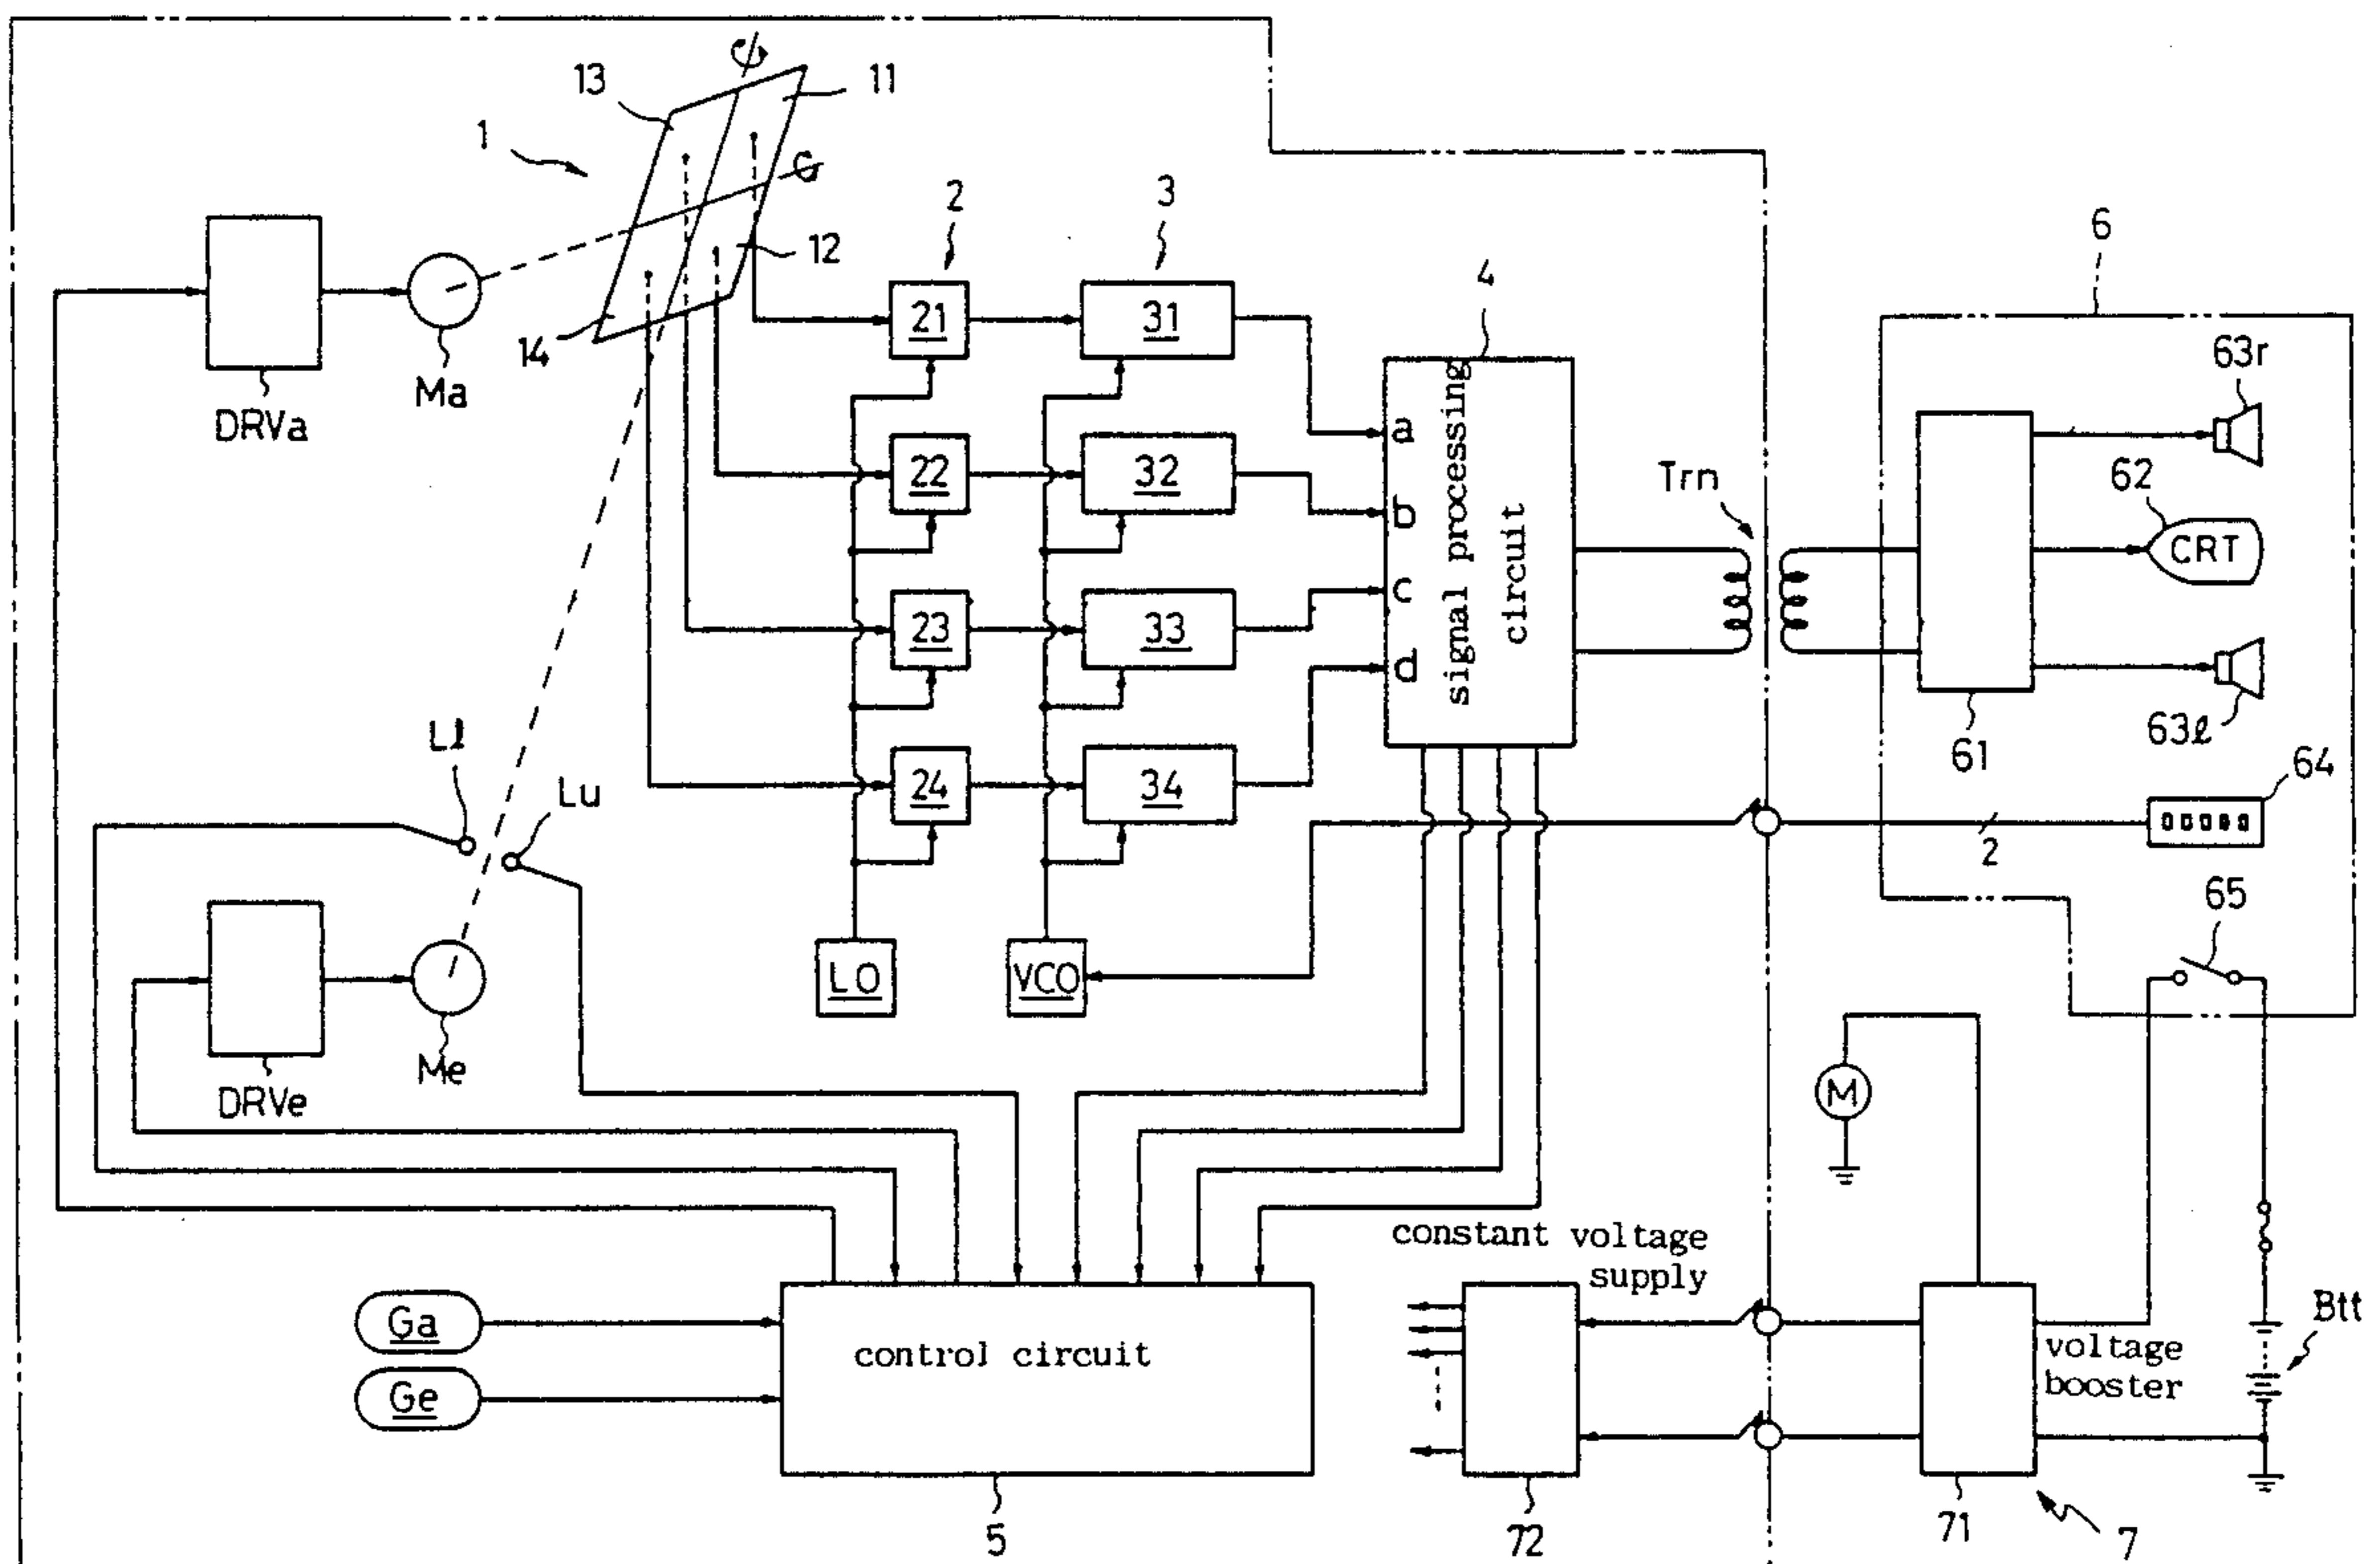 13
11
1
12
14
Ma
DRVa
2
3
21
31
22
32
23
33
24
34
LO
VCO
4
signal processing
circuit
a
b
c
d
Trn
6
63r
62
CRT
63ℓ
61
64
2
65
Ll
Lu
Me
DRVe
M
Ga
Ge
control circuit
5
constant voltage
supply
72
voltage
booster
Btt
71
7